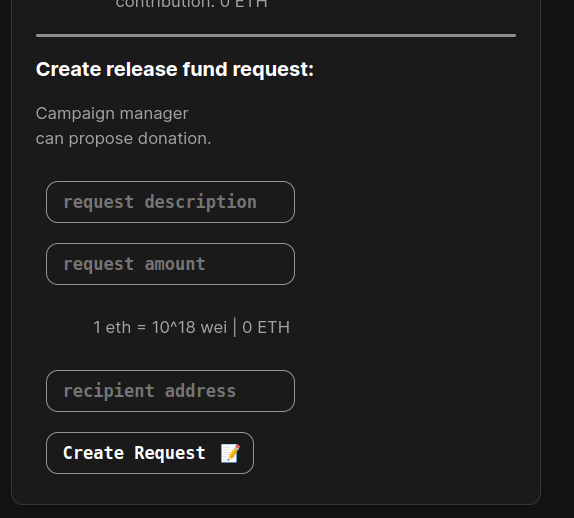 contribution: 0 ETH
Create release fund request:
Campaign manager
can propose donation.
request description
request amount
1 eth = 10^18 wei | 0 ETH
recipient address
Create Request 📝